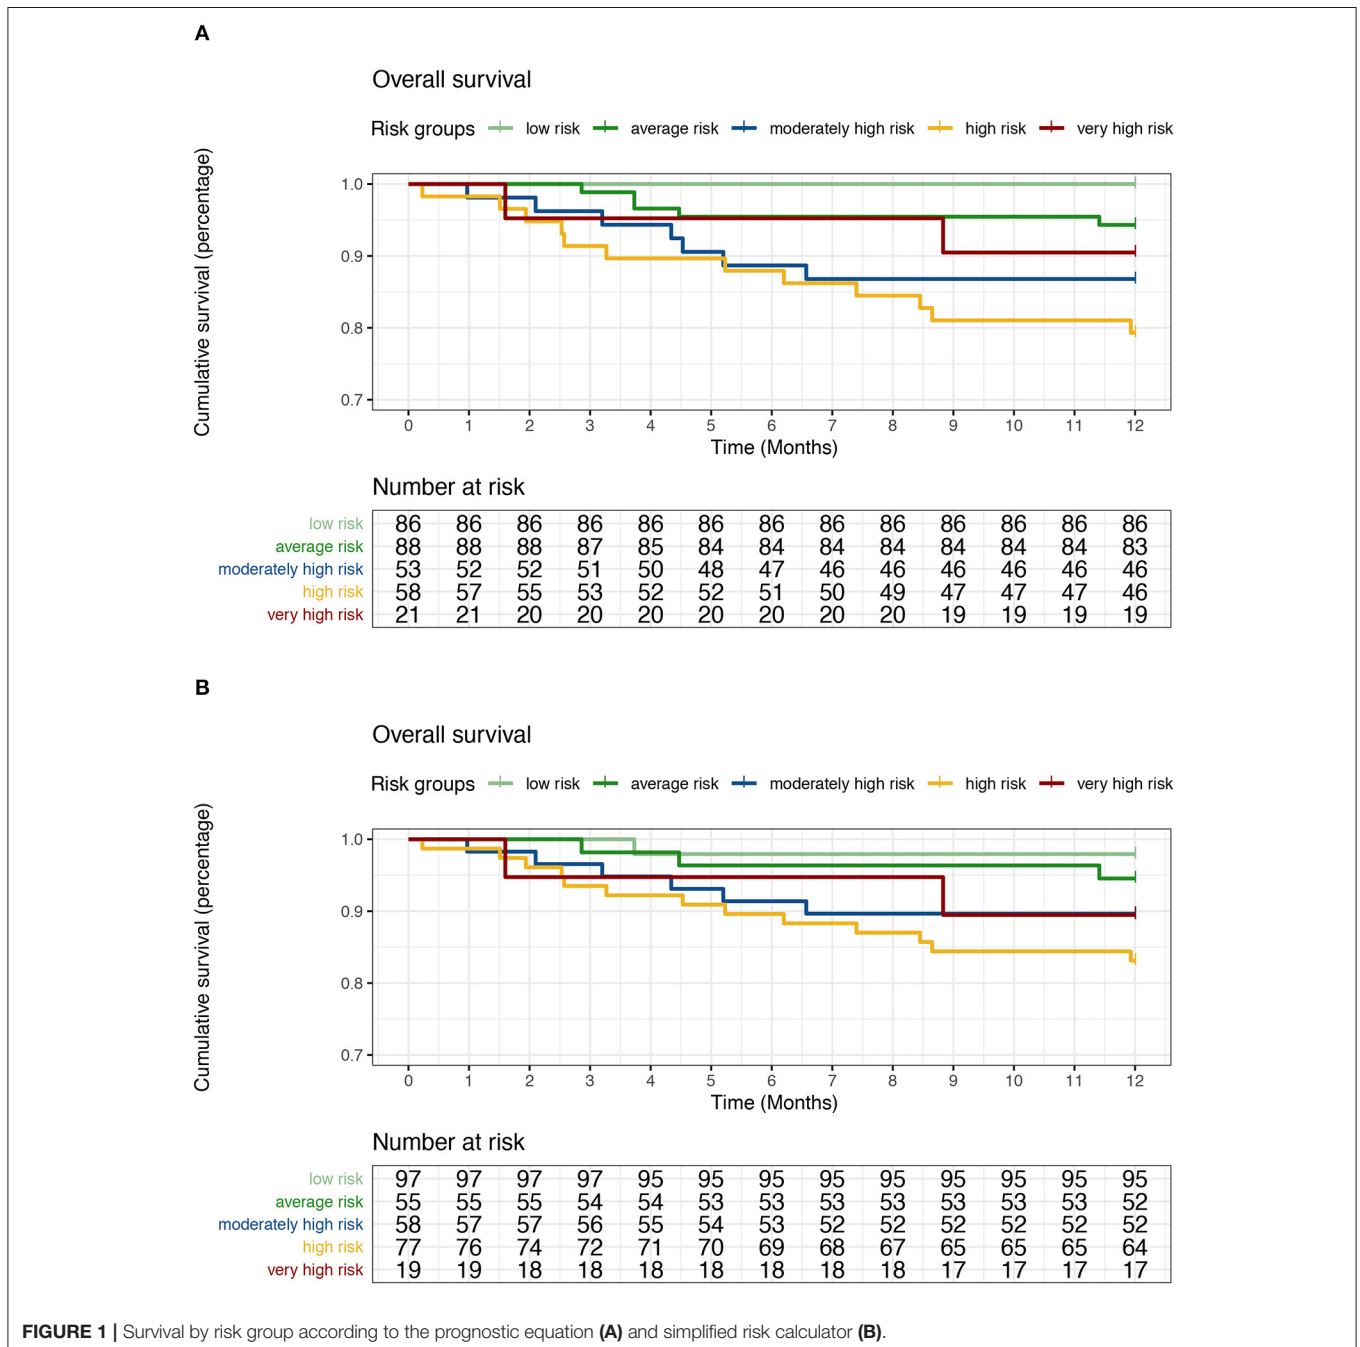 A
Overall survival
Risk groups low risk average risk moderately high risk high risk very high risk
Cumulative survival (percentage)
1.0
0.9
0.8
0.7
0 1 2 3 4 5 6 7 8 9 10 11 12
Time (Months)
Number at risk
low risk 86 86 86 86 86 86 86 86 86 86 86 86 86
average risk 88 88 88 87 85 84 84 84 84 84 84 84 83
moderately high risk 53 52 52 51 50 48 47 46 46 46 46 46 46
high risk 58 57 55 53 52 52 51 50 49 47 47 47 46
very high risk 21 21 20 20 20 20 20 20 20 19 19 19 19
B
Overall survival
Risk groups low risk average risk moderately high risk high risk very high risk
Cumulative survival (percentage)
1.0
0.9
0.8
0.7
0 1 2 3 4 5 6 7 8 9 10 11 12
Time (Months)
Number at risk
low risk 97 97 97 97 95 95 95 95 95 95 95 95 95
average risk 55 55 55 54 54 53 53 53 53 53 53 53 52
moderately high risk 58 57 57 56 55 54 53 52 52 52 52 52 52
high risk 77 76 74 72 71 70 69 68 67 65 65 65 64
very high risk 19 19 18 18 18 18 18 18 18 17 17 17 17
FIGURE 1 | Survival by risk group according to the prognostic equation (A) and simplified risk calculator (B).